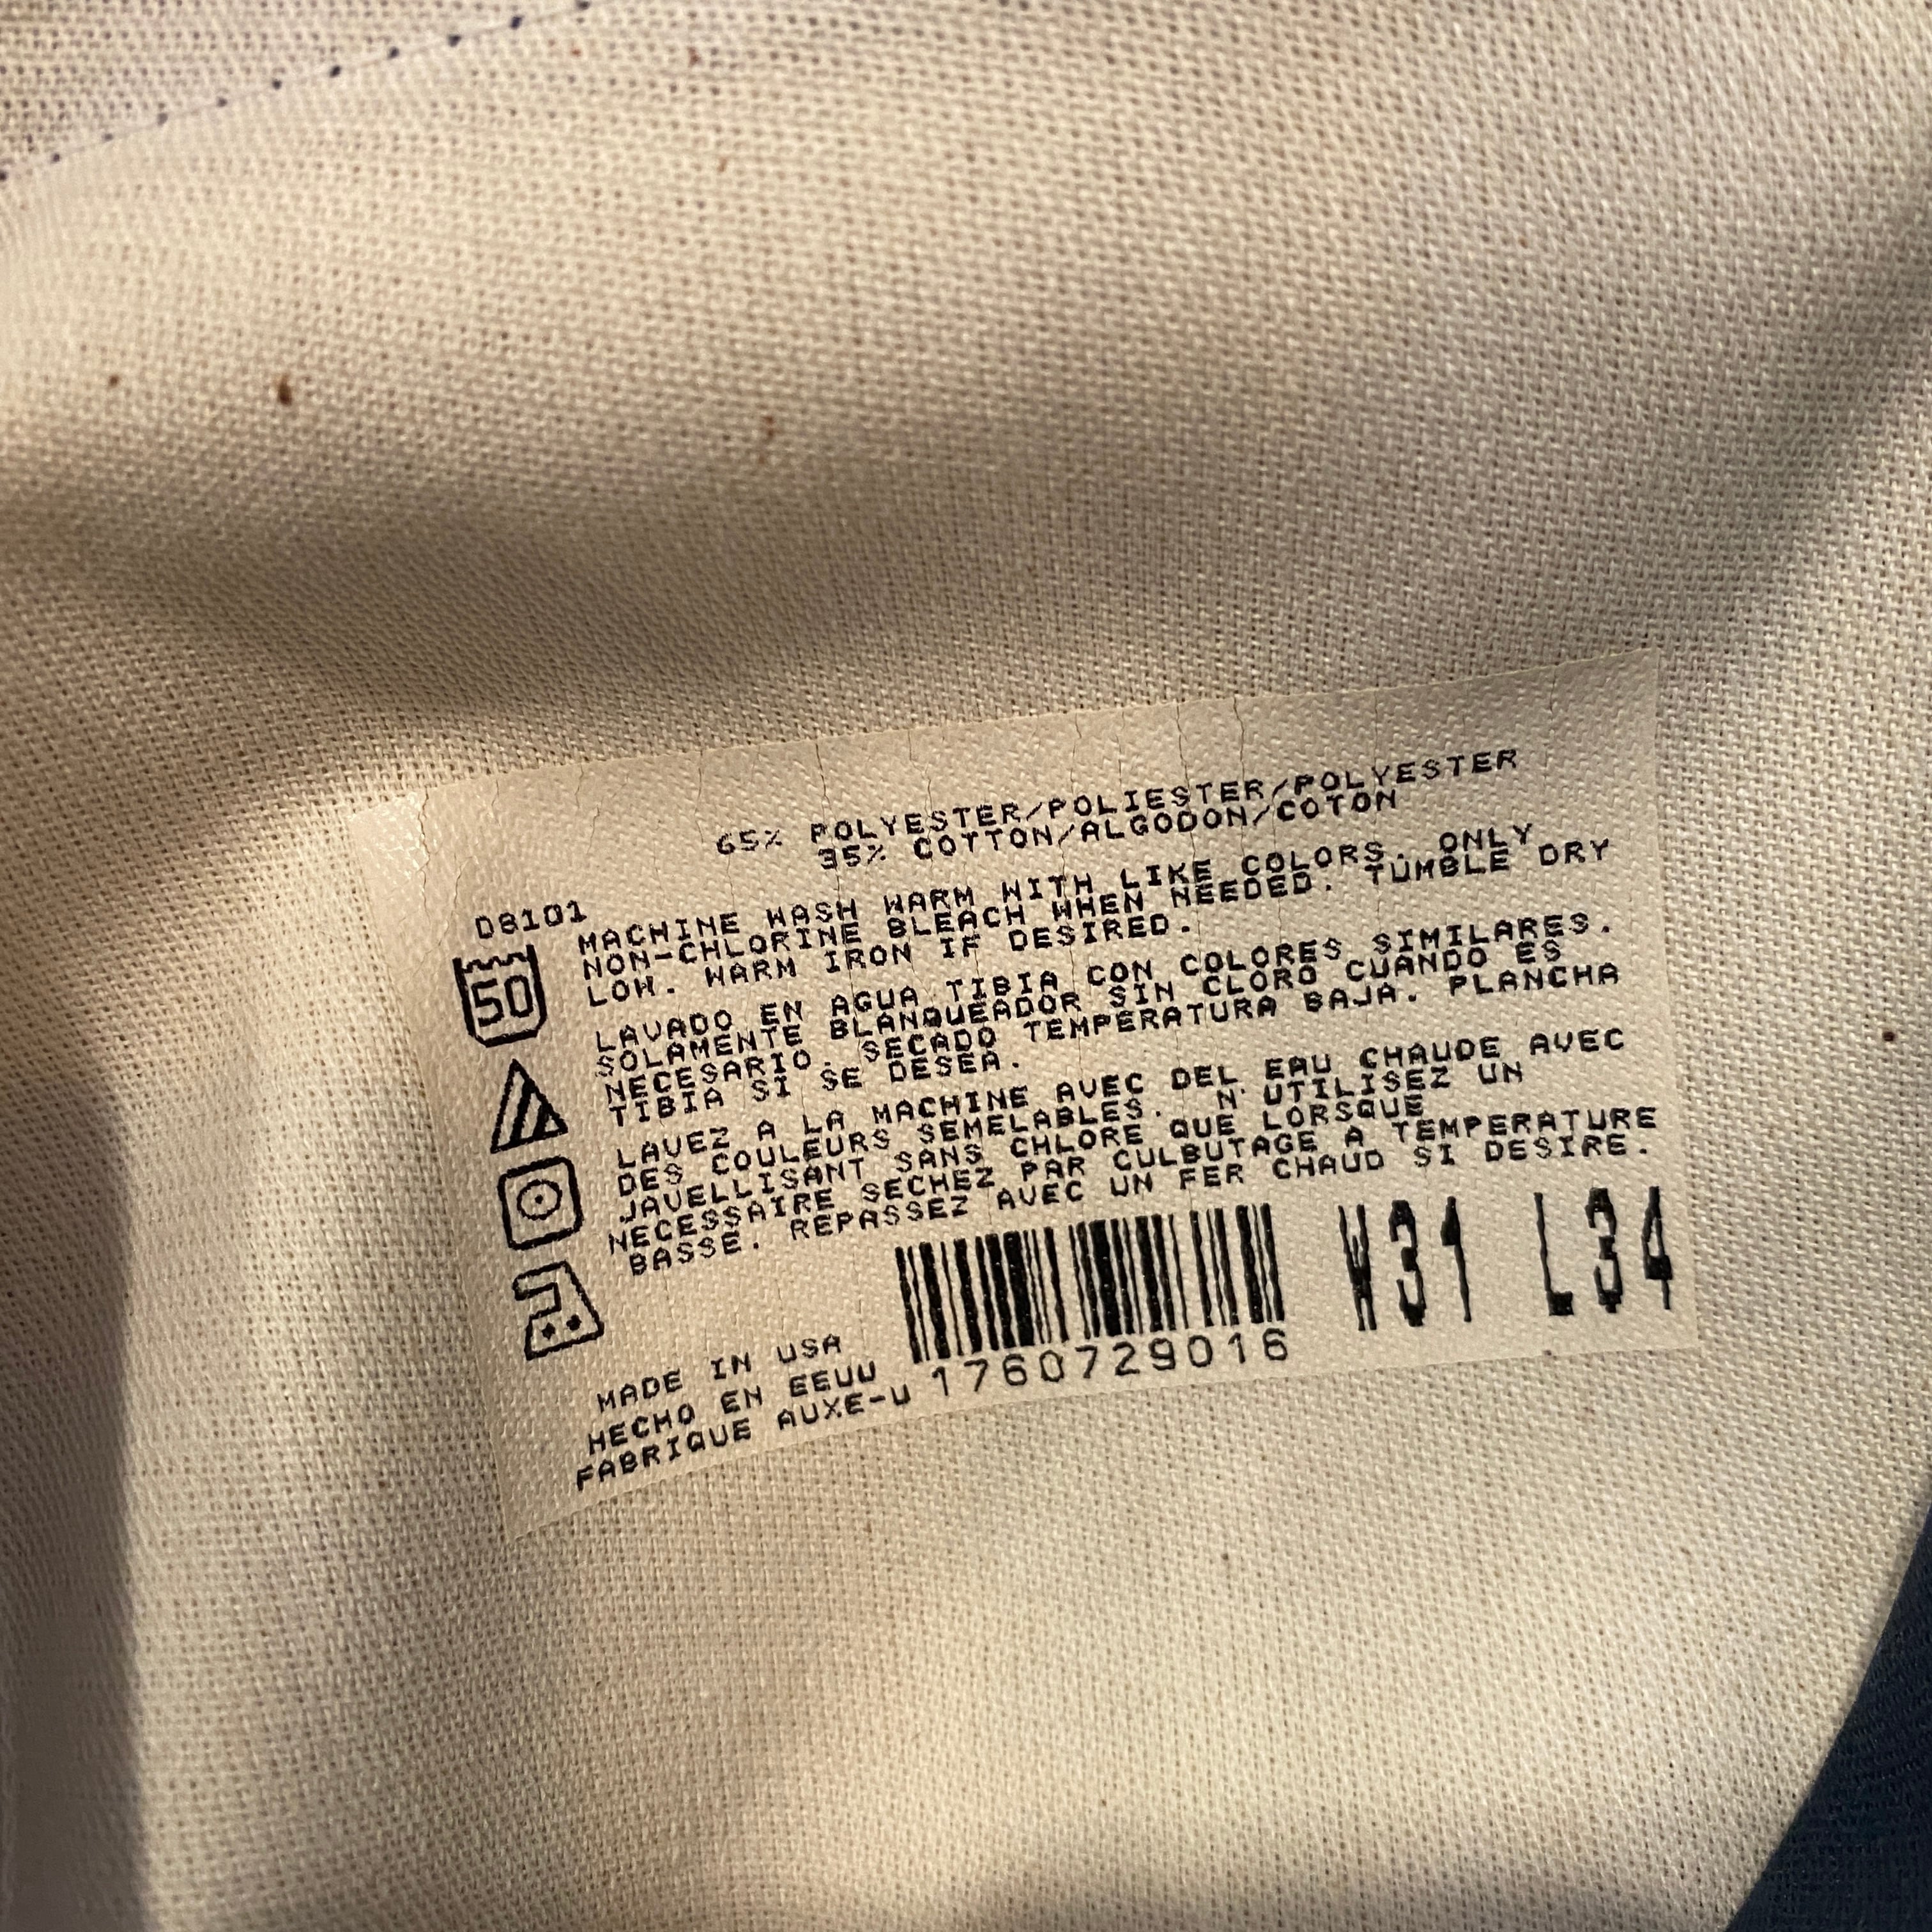 65% POLYESTER/POLIESTER/POLYESTER
35% COTTON/ALGODON/COTON
D8101
MACHINE WASH WARM WITH LIKE COLORS. ONLY
NON-CHLORINE BLEACH WHEN NEEDED. TUMBLE DRY
LOW. WARM IRON IF DESIRED.
50
LAVADO EN AGUA TIBIA CON COLORES SIMILARES.
SOLAMENTE BLANQUEADOR SIN CLORO CUANDO ES
NECESARIO. SECADO TEMPERATURA BAJA. PLANCHA
TIBIA SI SE DESEA.
LAVEZ A LA MACHINE AVEC DEL EAU CHAUDE AVEC
DES COULEURS SEMELABLES. N'UTILISEZ UN
JAVELLISANT SANS CHLORE QUE LORSQUE
NECESSAIRE SECHEZ PAR CULBUTAGE A TEMPERATURE
BASSE. REPASSEZ AVEC UN FER CHAUD SI DESIRE.
W31 L34
MADE IN USA
HECHO EN EEUU
FABRIQUE AUXE-U
1760729016